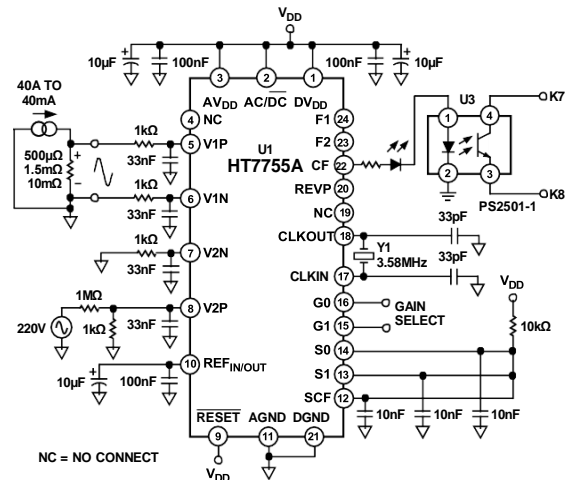 VDD
10µF
100nF
100nF
10µF
3
2
1
AVDD
AC/DC
DVDD
40A TO
40mA
4
NC
1kΩ
5
V1P
33nF
500µΩ
1.5mΩ
10mΩ
+
−
1kΩ
6
V1N
33nF
1kΩ
7
V2N
33nF
1MΩ
8
V2P
220V
1kΩ
33nF
10
REFIN/OUT
10µF
100nF
U1
HT7755A
F1
24
F2
23
CF
22
REVP
20
NC
19
CLKOUT
18
CLKIN
17
G0
16
G1
15
S0
14
S1
13
SCF
12
RESET
AGND
DGND
9
11
21
VDD
U3
1
4
2
3
K7
K8
PS2501-1
33pF
Y1
3.58MHz
33pF
GAIN
SELECT
VDD
10kΩ
10nF
10nF
10nF
NC = NO CONNECT